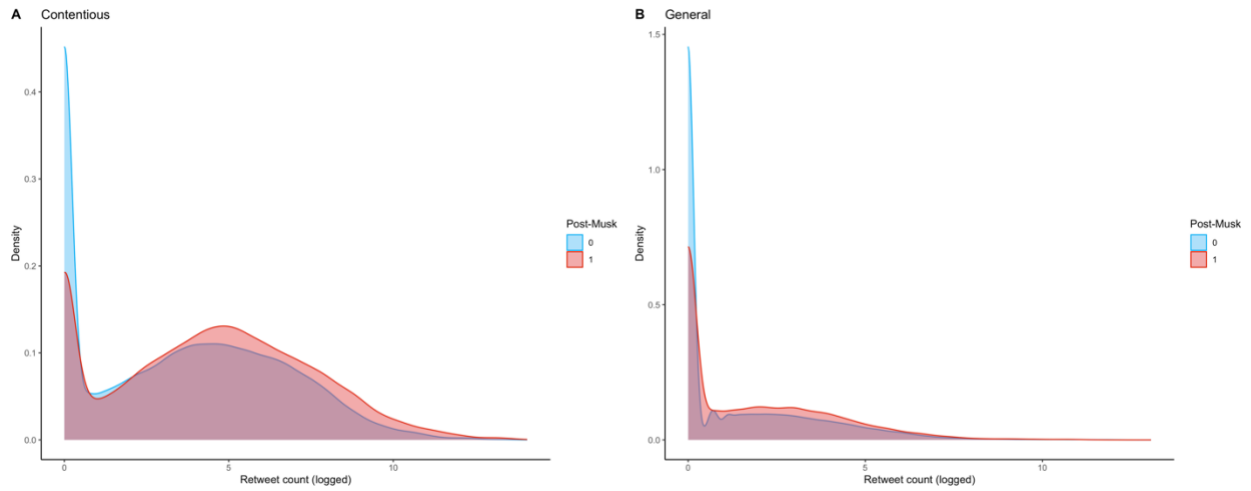 A Contentious
0.4
0.3
0.2
0.1
0.0
Density
0 5 10
Retweet count (logged)
Post-Musk
0
1
B General
1.5
1.0
0.5
0.0
Density
0 5 10
Retweet count (logged)
Post-Musk
0
1